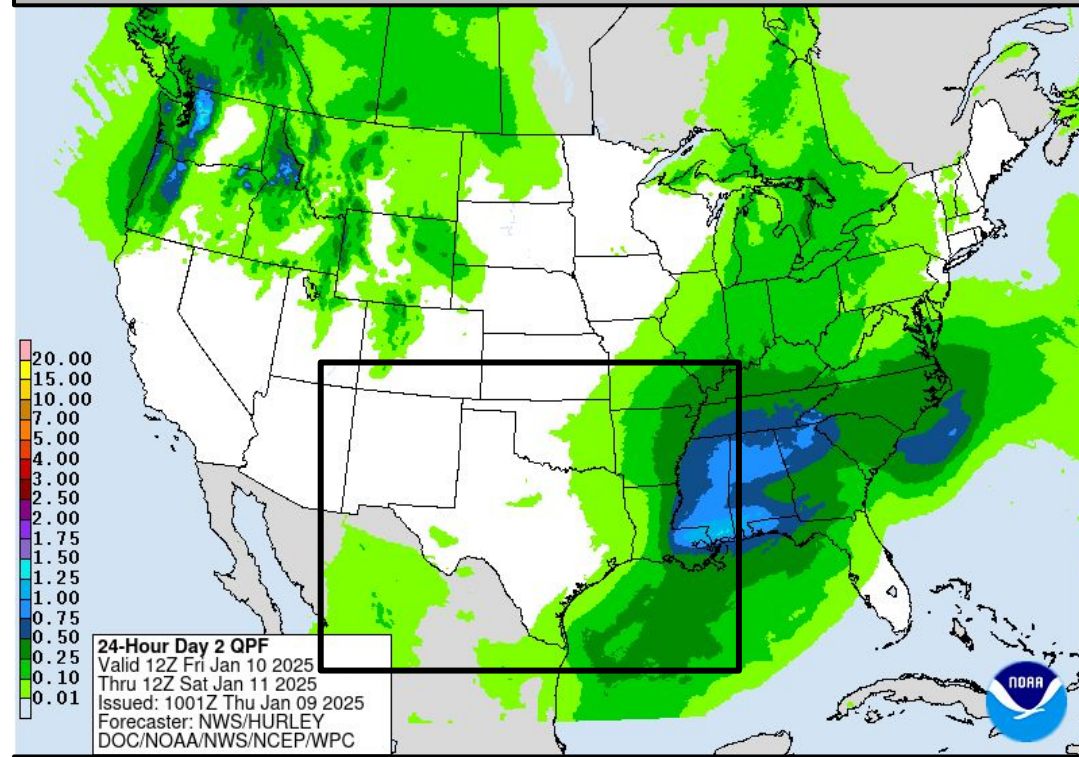 20.00
15.00
10.00
7.00
5.00
4.00
3.00
2.50
2.00
1.75
1.50
1.25
1.00
0.75
0.50
0.25
0.10
0.01
24-Hour Day 2 QPF
Valid 12Z Fri Jan 10 2025
Thru 12Z Sat Jan 11 2025
Issued: 1001Z Thu Jan 09 2025
Forecaster: NWS/HURLEY
DOC/NOAA/NWS/NCEP/WPC
NOAA